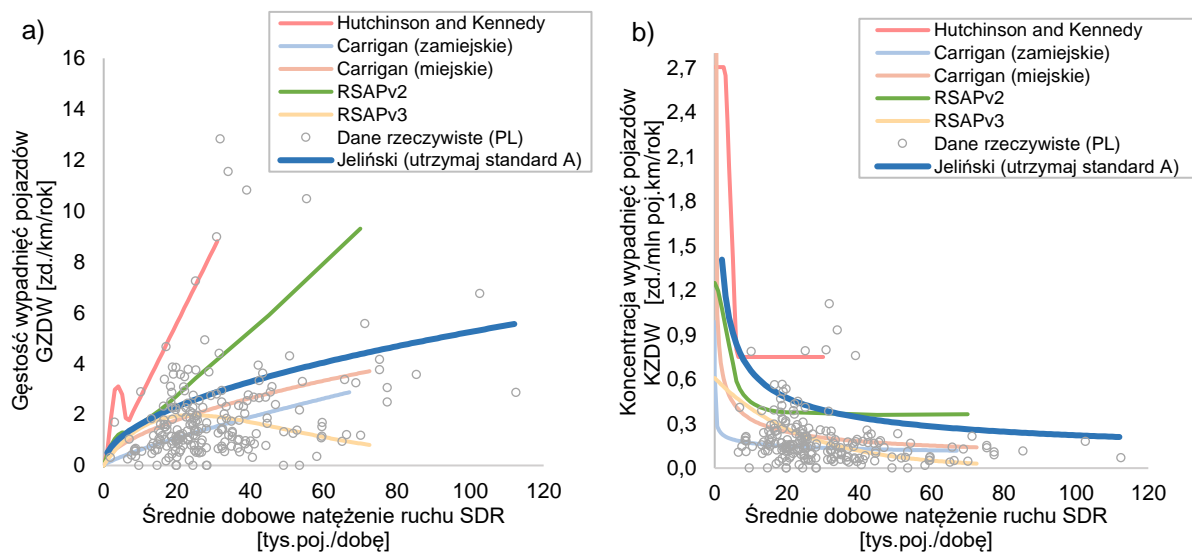 a)
Hutchinson and Kennedy
Carrigan (zamiejskie)
Carrigan (miejskie)
RSAPv2
RSAPv3
Dane rzeczywiste (PL)
Jeliński (utrzymaj standard A)
Gęstość wypadnięć pojazdów
GZDW [zd./km/rok]
16
14
12
10
8
6
4
2
0
0
20
40
60
80
100
120
Średnie dobowe natężenie ruchu SDR
[tys.poj./dobę]
b)
Hutchinson and Kennedy
Carrigan (zamiejskie)
Carrigan (miejskie)
RSAPv2
RSAPv3
Dane rzeczywiste (PL)
Jeliński (utrzymaj standard A)
Koncentracja wypadnięć pojazdów
KZDW [zd./mln poj.km/rok]
2,7
2,4
2,1
1,8
1,5
1,2
0,9
0,6
0,3
0,0
0
20
40
60
80
100
120
Średnie dobowe natężenie ruchu SDR
[tys.poj./dobę]